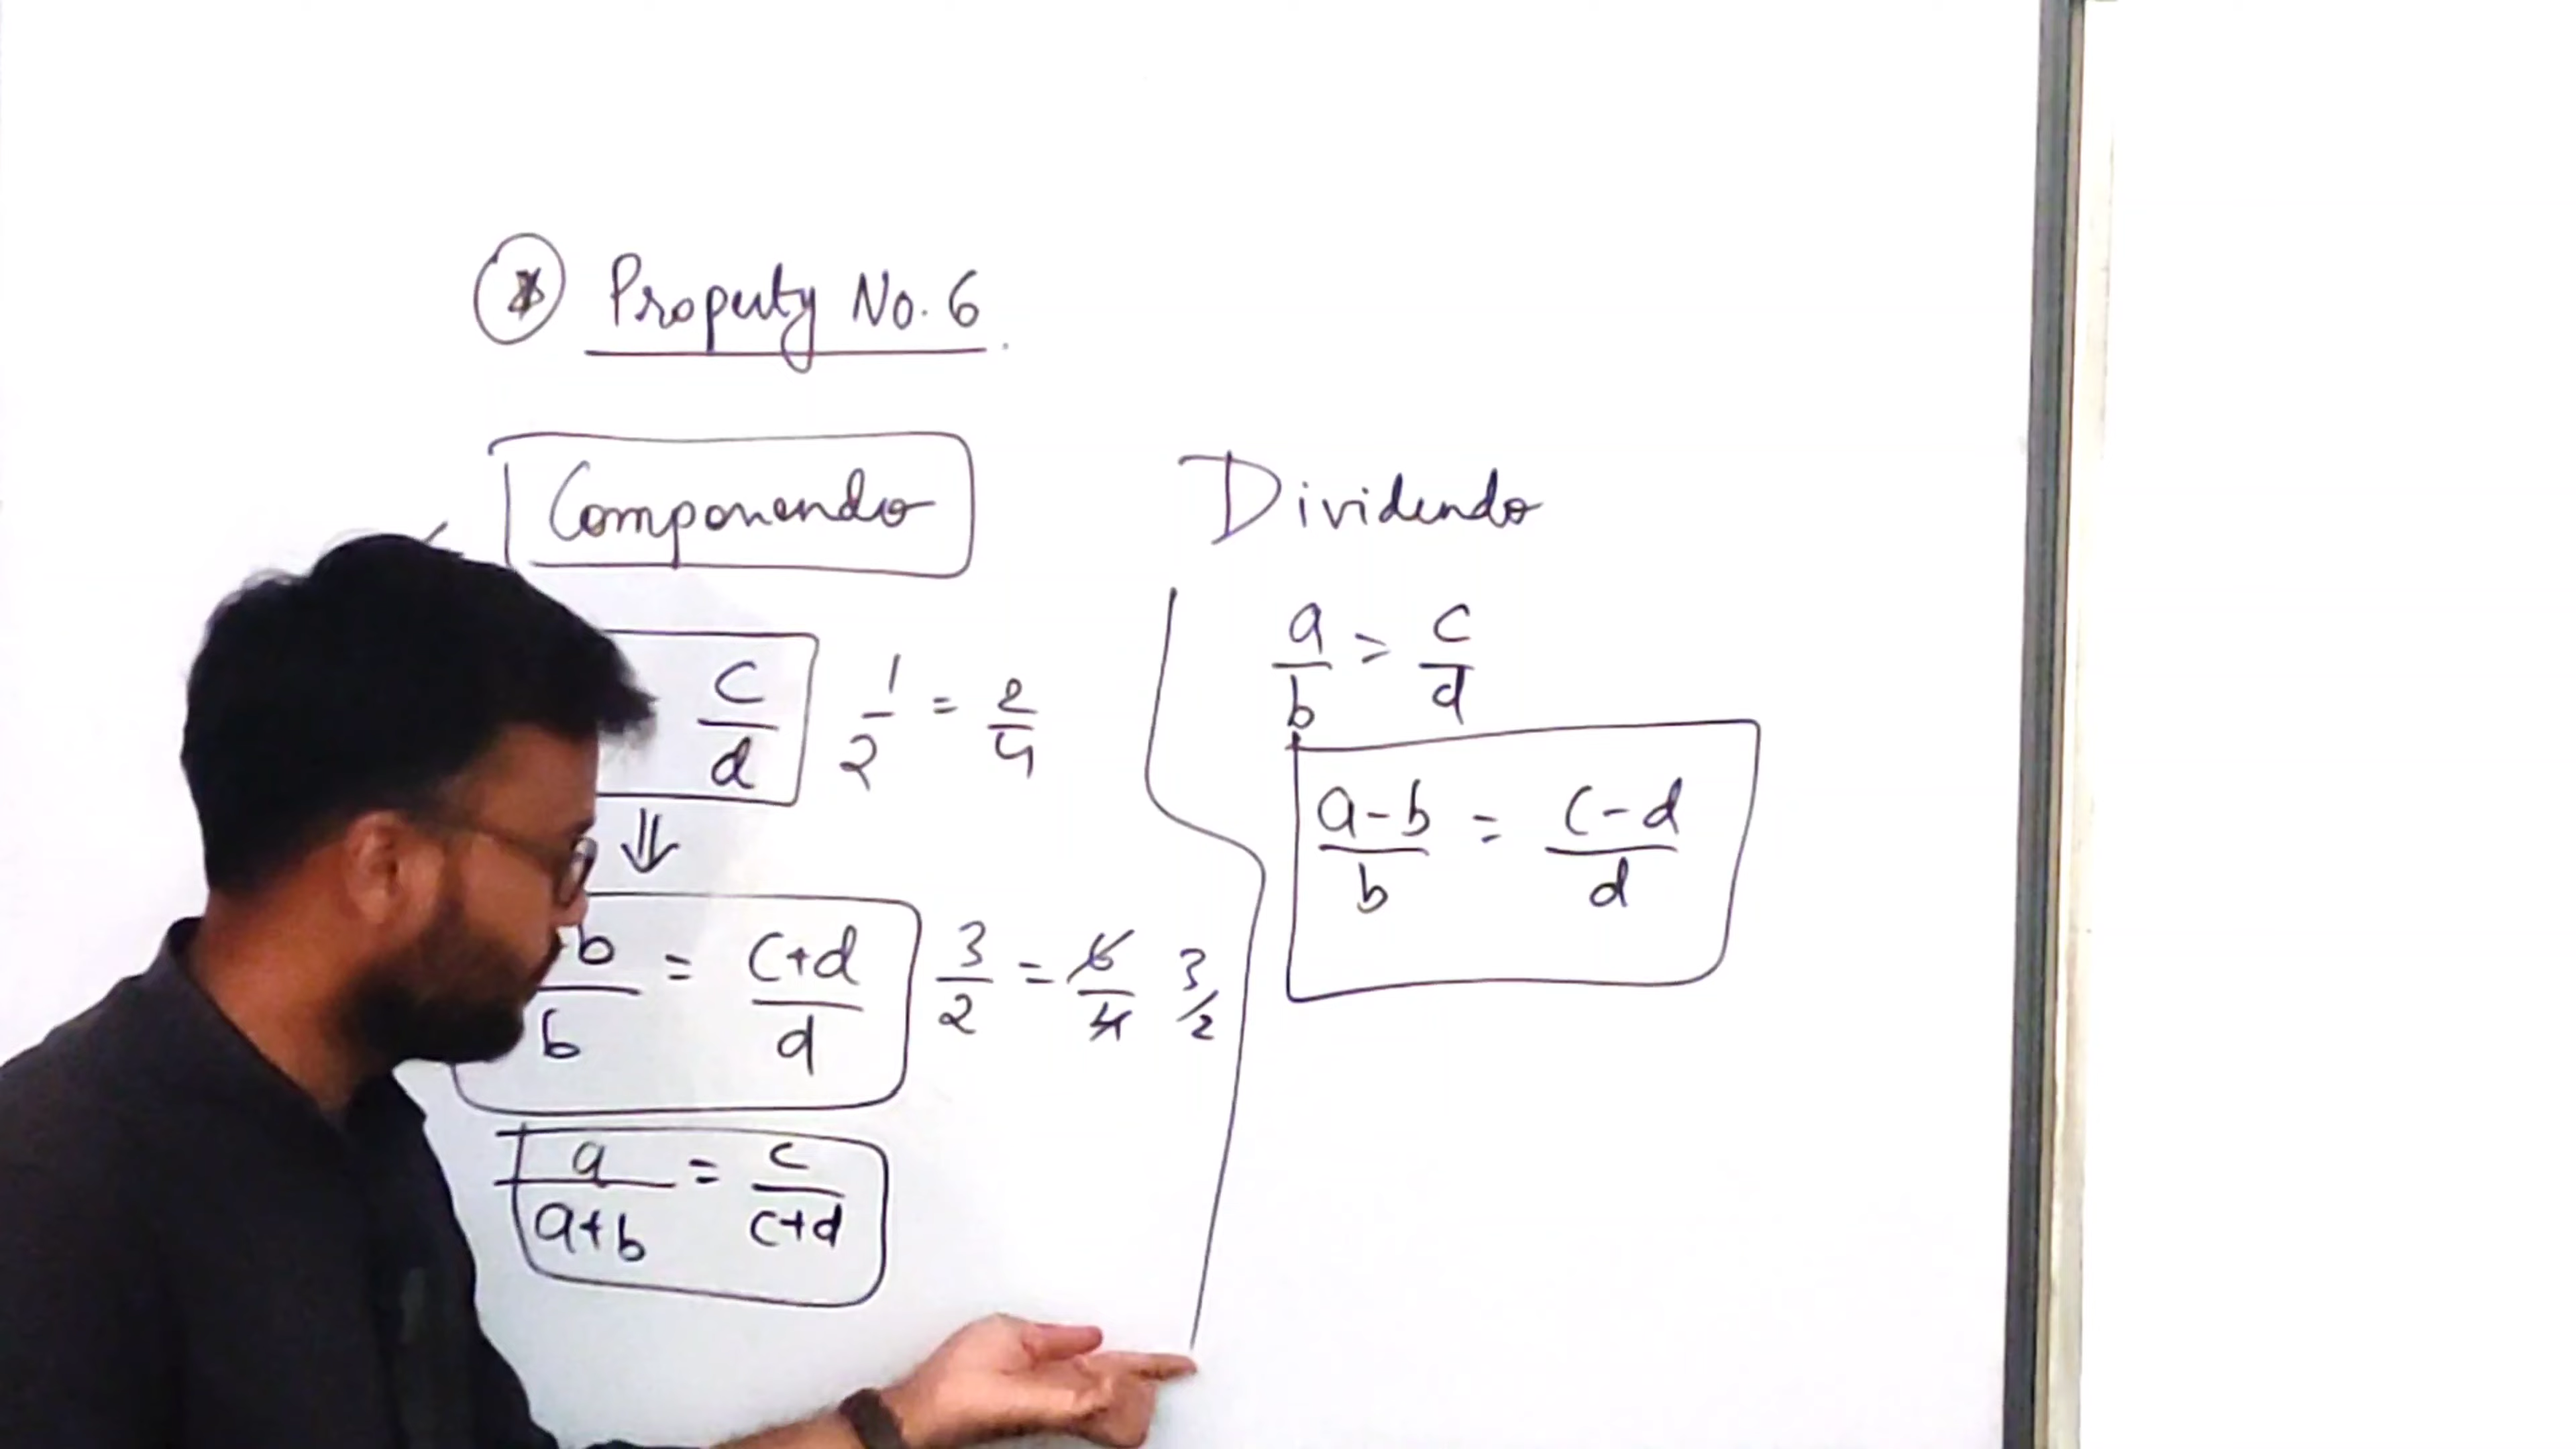 * Property No. 6
Componendo
c/d 1/2 = 2/4
b/b = c+d/d 3/2 = 6/4 3/2
a/a+b = c/c+d
Dividendo
a/b = c/d
a-b/b = c-d/d